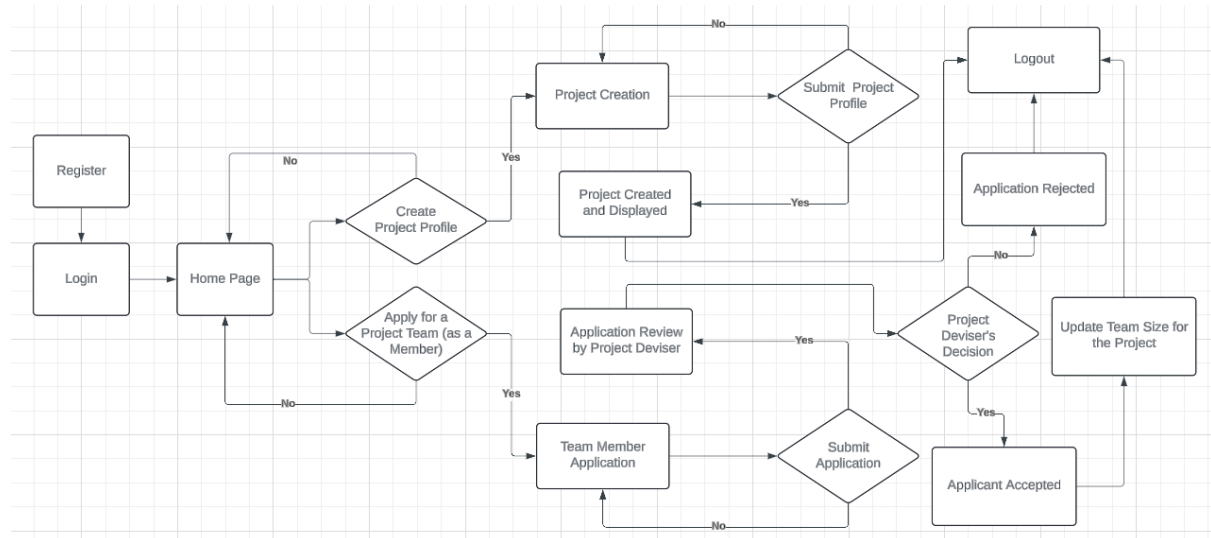 No
Logout
Project Creation
Submit  Project
Profile
Register
No
Yes
Create
Project Profile
Project Created
and Displayed
Yes
Application Rejected
Login
Home Page
No
Apply for a
Project Team (as a
Member)
Application Review
by Project Deviser
Yes
Project
Deviser's
Decision
Update Team Size for
the Project
No
Yes
Yes
Team Member
Application
Submit
Application
Applicant Accepted
No